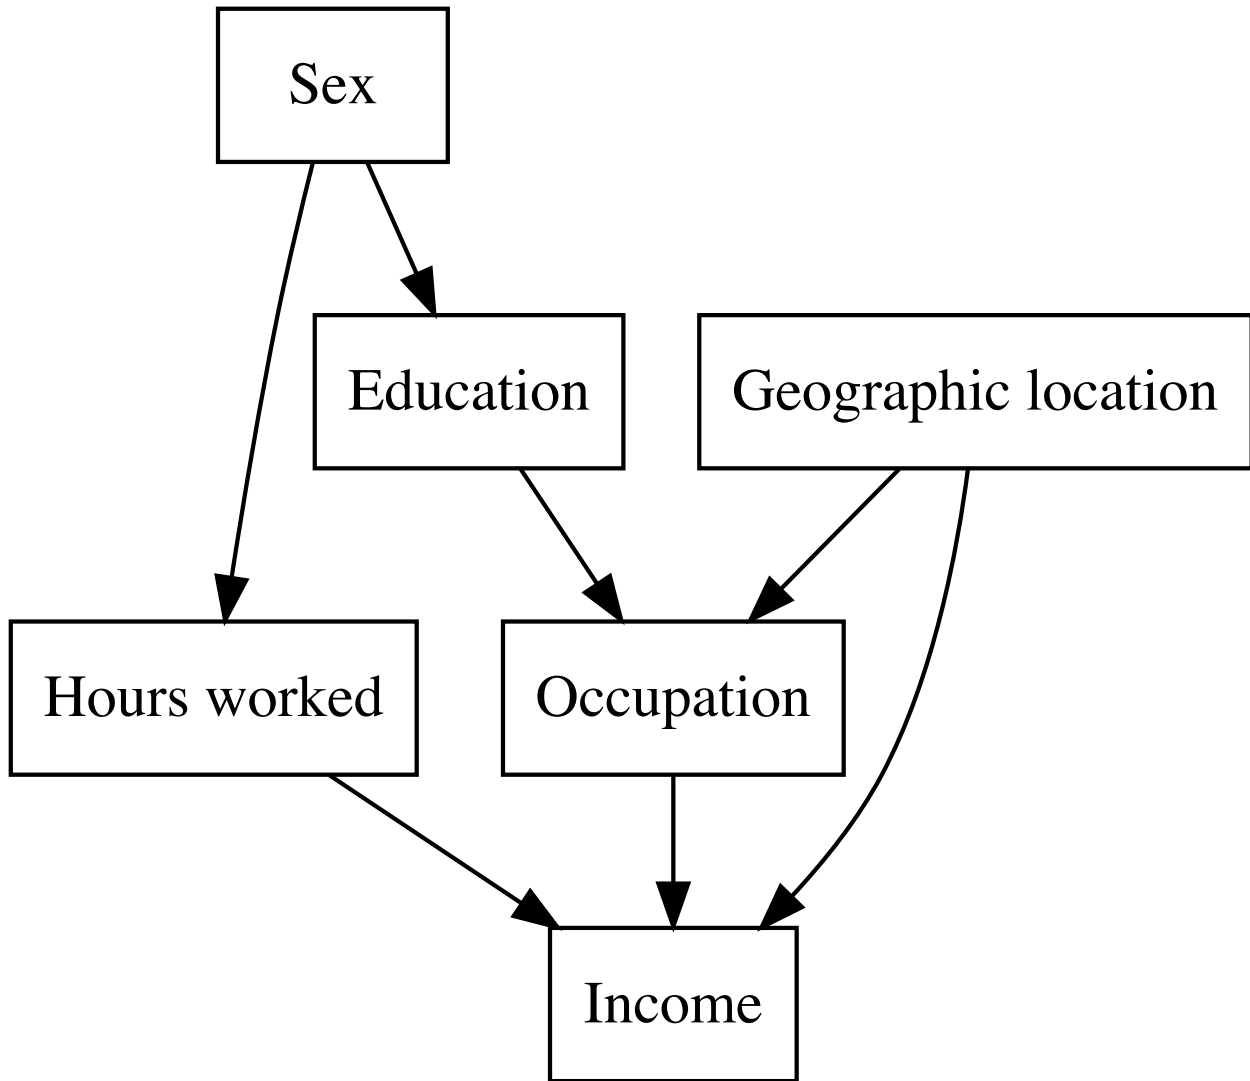 Sex
Education
Geographic location
Hours worked
Occupation
Income